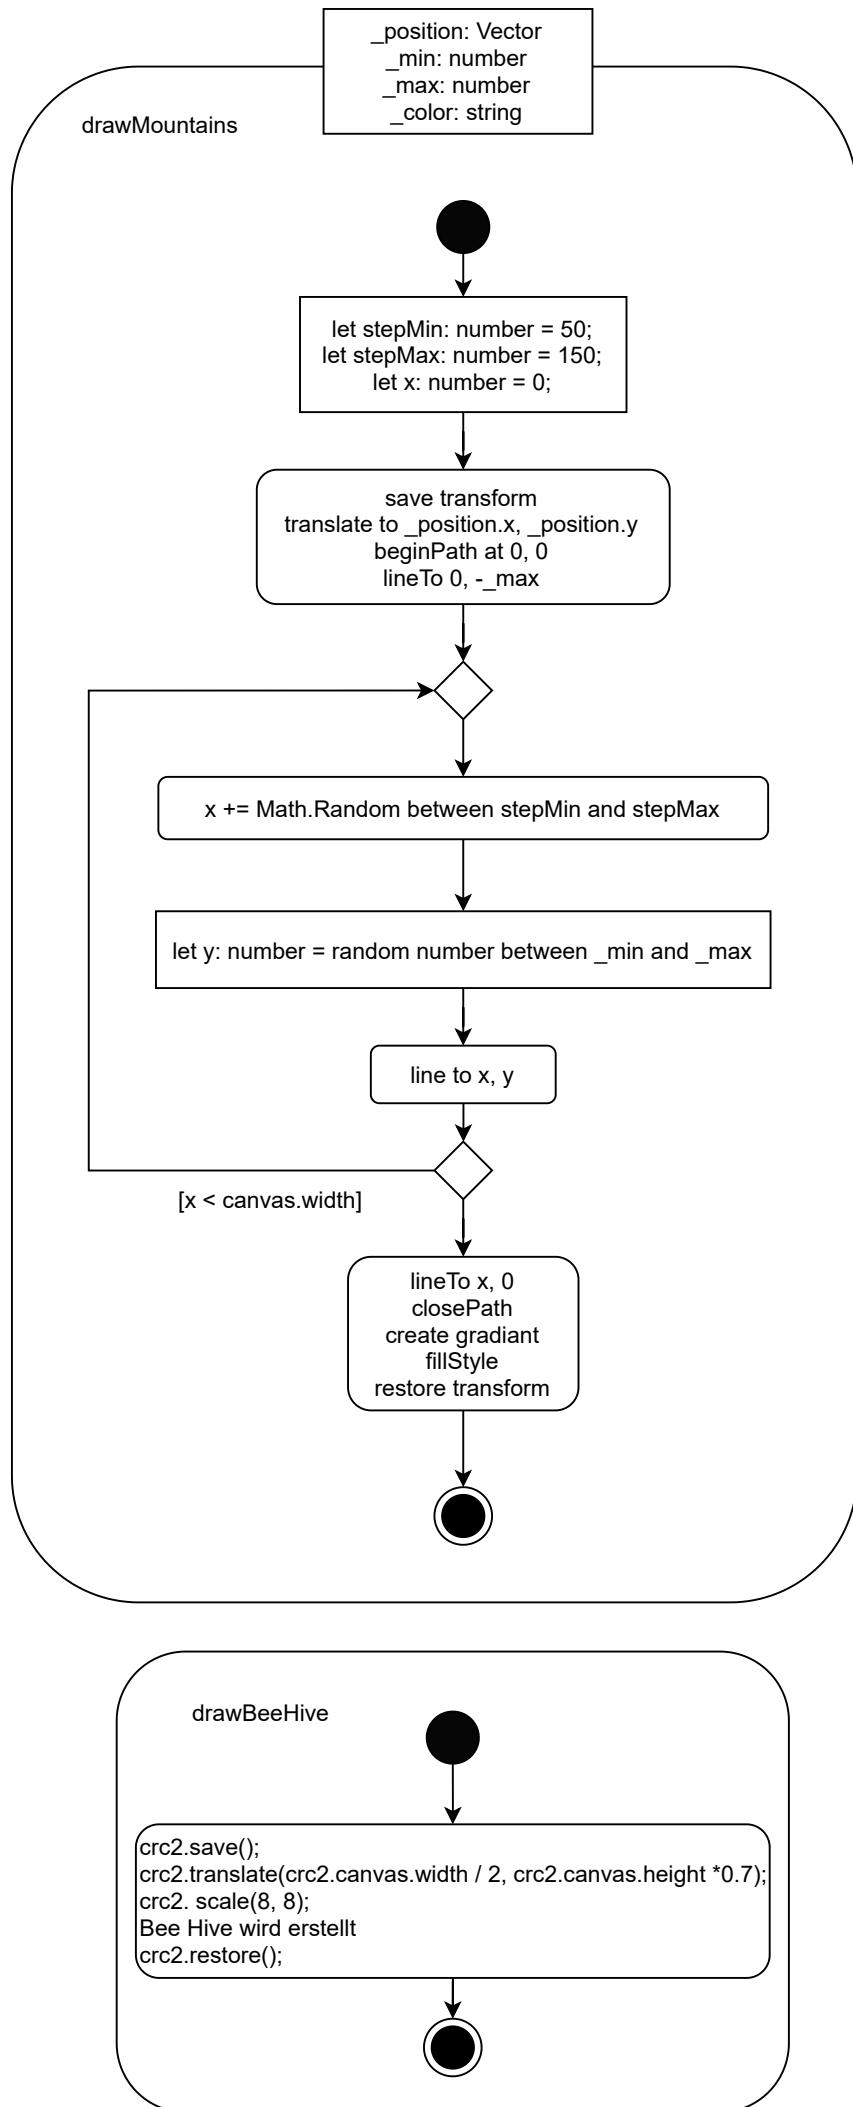 _position: Vector
_min: number
_max: number
_color: string
drawMountains
let stepMin: number = 50;
let stepMax: number = 150;
let x: number = 0;
save transform
translate to _position.x, _position.y
beginPath at 0, 0
lineTo 0, -_max
x += Math.Random between stepMin and stepMax
let y: number = random number between _min and _max
line to x, y
[x < canvas.width]
lineTo x, 0
closePath
create gradiant
fillStyle
restore transform
drawBeeHive
crc2.save();
crc2.translate(crc2.canvas.width / 2, crc2.canvas.height *0.7);
crc2. scale(8, 8);
Bee Hive wird erstellt
crc2.restore();